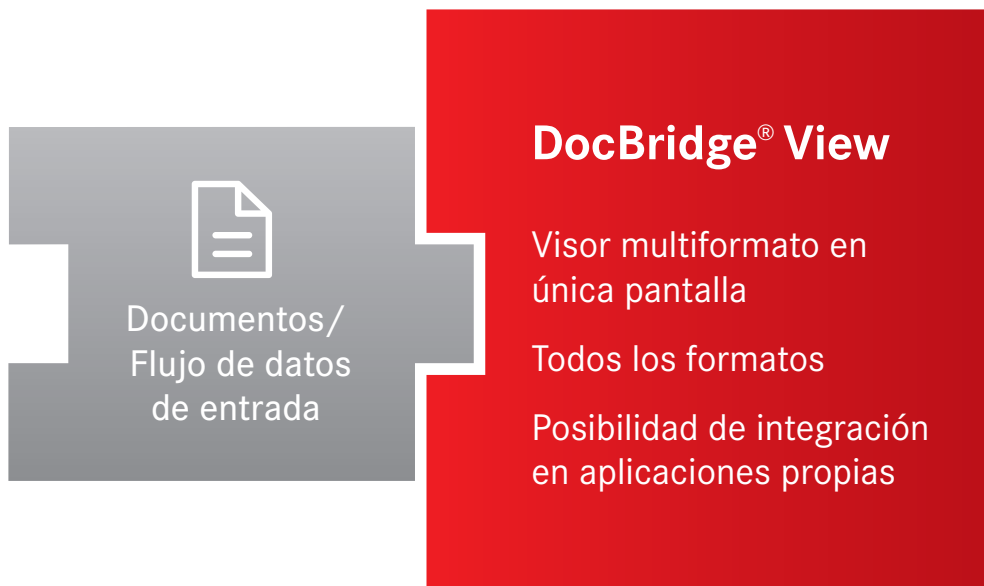 Documentos/
Flujo de datos
de entrada
DocBridge® View
Visor multiformato en
única pantalla
Todos los formatos
Posibilidad de integración
en aplicaciones propias